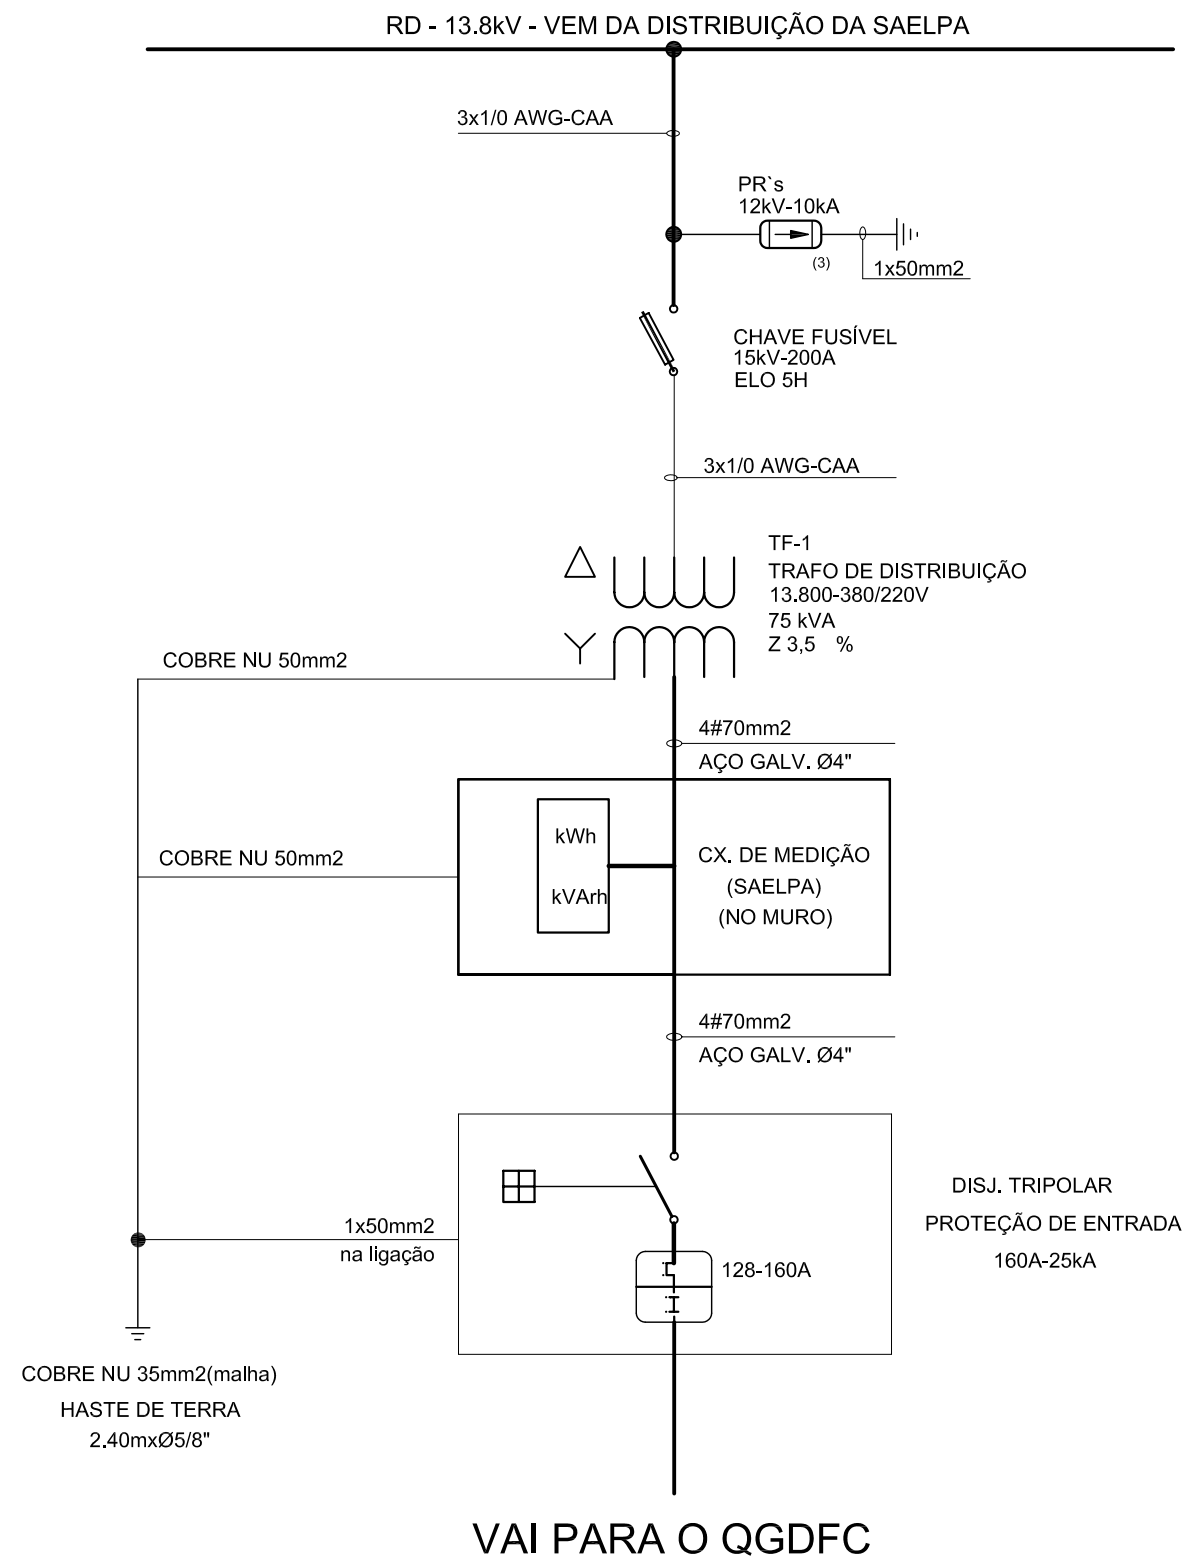 RD - 13.8kV - VEM DA DISTRIBUIÇÃO DA SAELPA
3x1/0 AWG-CAA
PR`s
12kV-10kA
(3)
1x50mm2
CHAVE FUSÍVEL
15kV-200A
ELO 5H
3x1/0 AWG-CAA
TF-1
TRAFO DE DISTRIBUIÇÃO
13.800-380/220V
75 kVA
Z 3,5 %
COBRE NU 50mm2
4#70mm2
AÇO GALV. Ø4"
kWh
kVArh
CX. DE MEDIÇÃO
(SAELPA)
(NO MURO)
COBRE NU 50mm2
4#70mm2
AÇO GALV. Ø4"
DISJ. TRIPOLAR
PROTEÇÃO DE ENTRADA
160A-25kA
1x50mm2
na ligação
128-160A
COBRE NU 35mm2(malha)
HASTE DE TERRA
2.40mxØ5/8"
VAI PARA O QGDFC